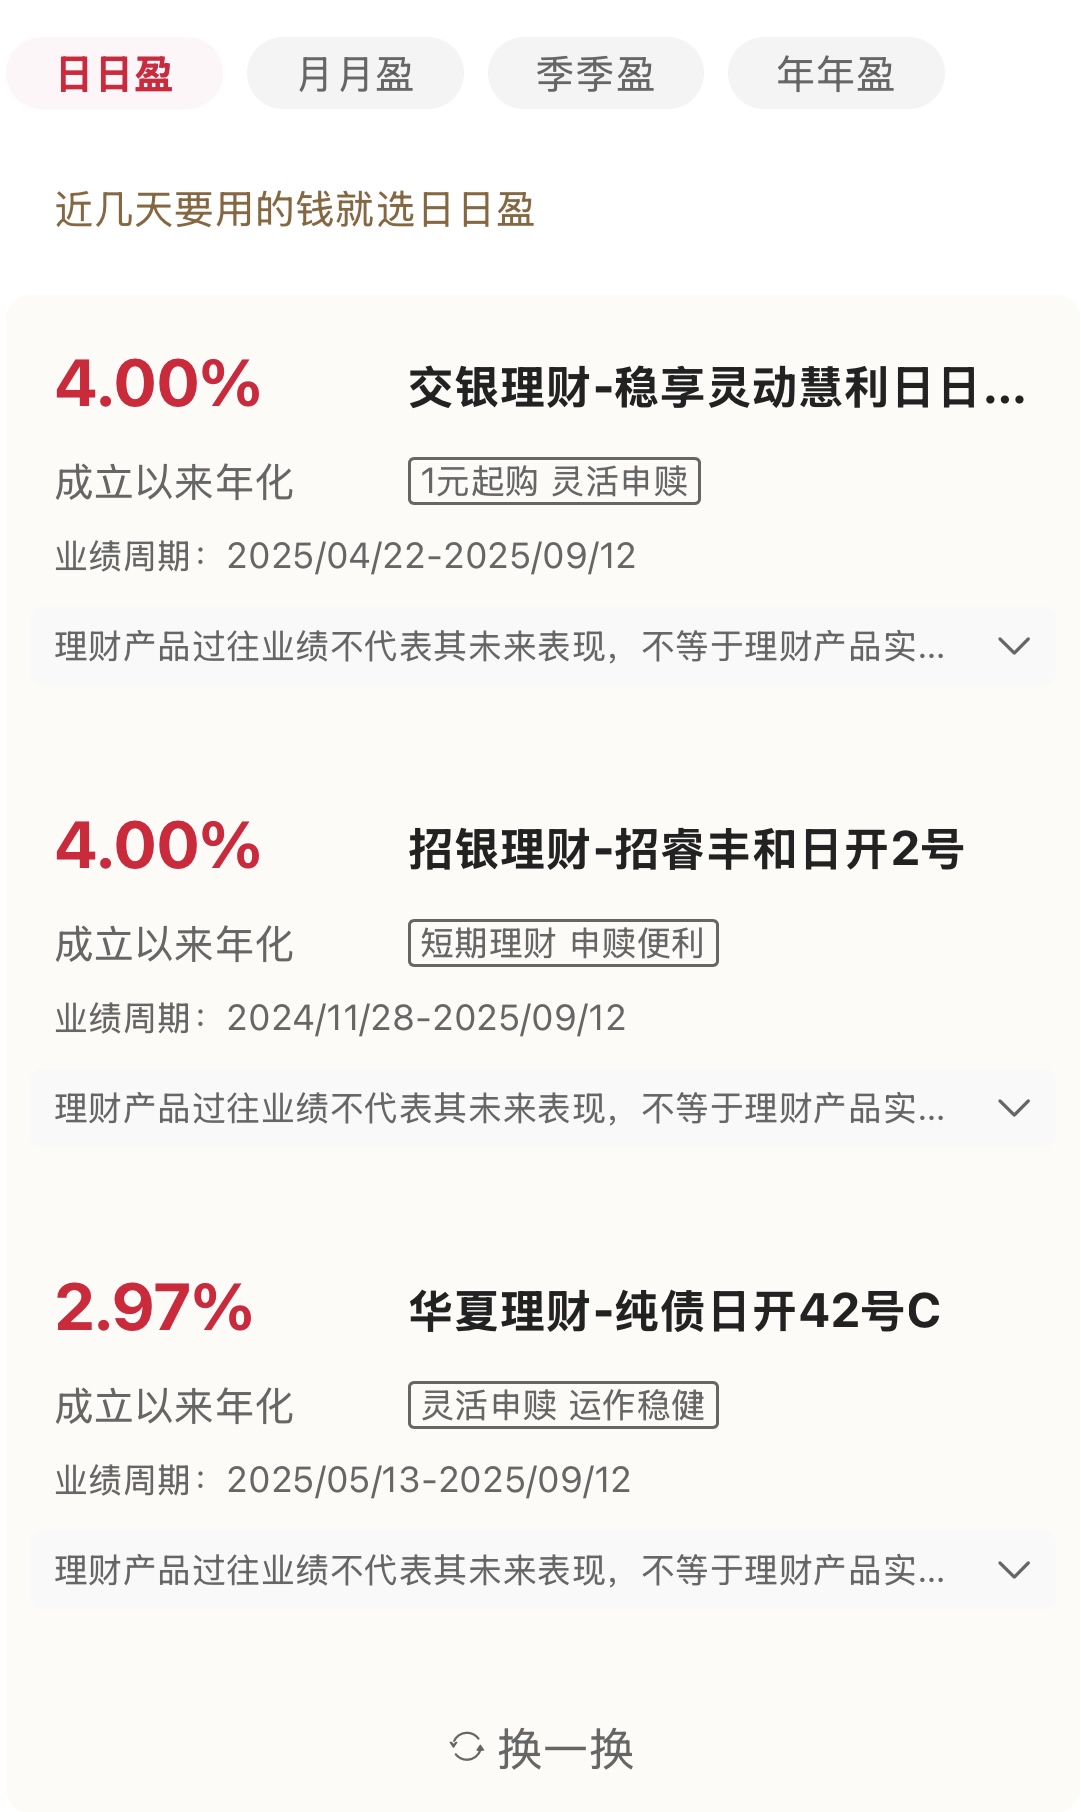 日日盈 月月盈 季季盈 年年盈
近几天要用的钱就选日日盈
4.00% 交银理财-稳享灵动慧利日日...
成立以来年化 1元起购 灵活申赎
业绩周期：2025/04/22-2025/09/12
理财产品过往业绩不代表其未来表现，不等于理财产品实...
4.00% 招银理财-招睿丰和日开2号
成立以来年化 短期理财 申赎便利
业绩周期：2024/11/28-2025/09/12
理财产品过往业绩不代表其未来表现，不等于理财产品实...
2.97% 华夏理财-纯债日开42号C
成立以来年化 灵活申赎 运作稳健
业绩周期：2025/05/13-2025/09/12
理财产品过往业绩不代表其未来表现，不等于理财产品实...
换一换